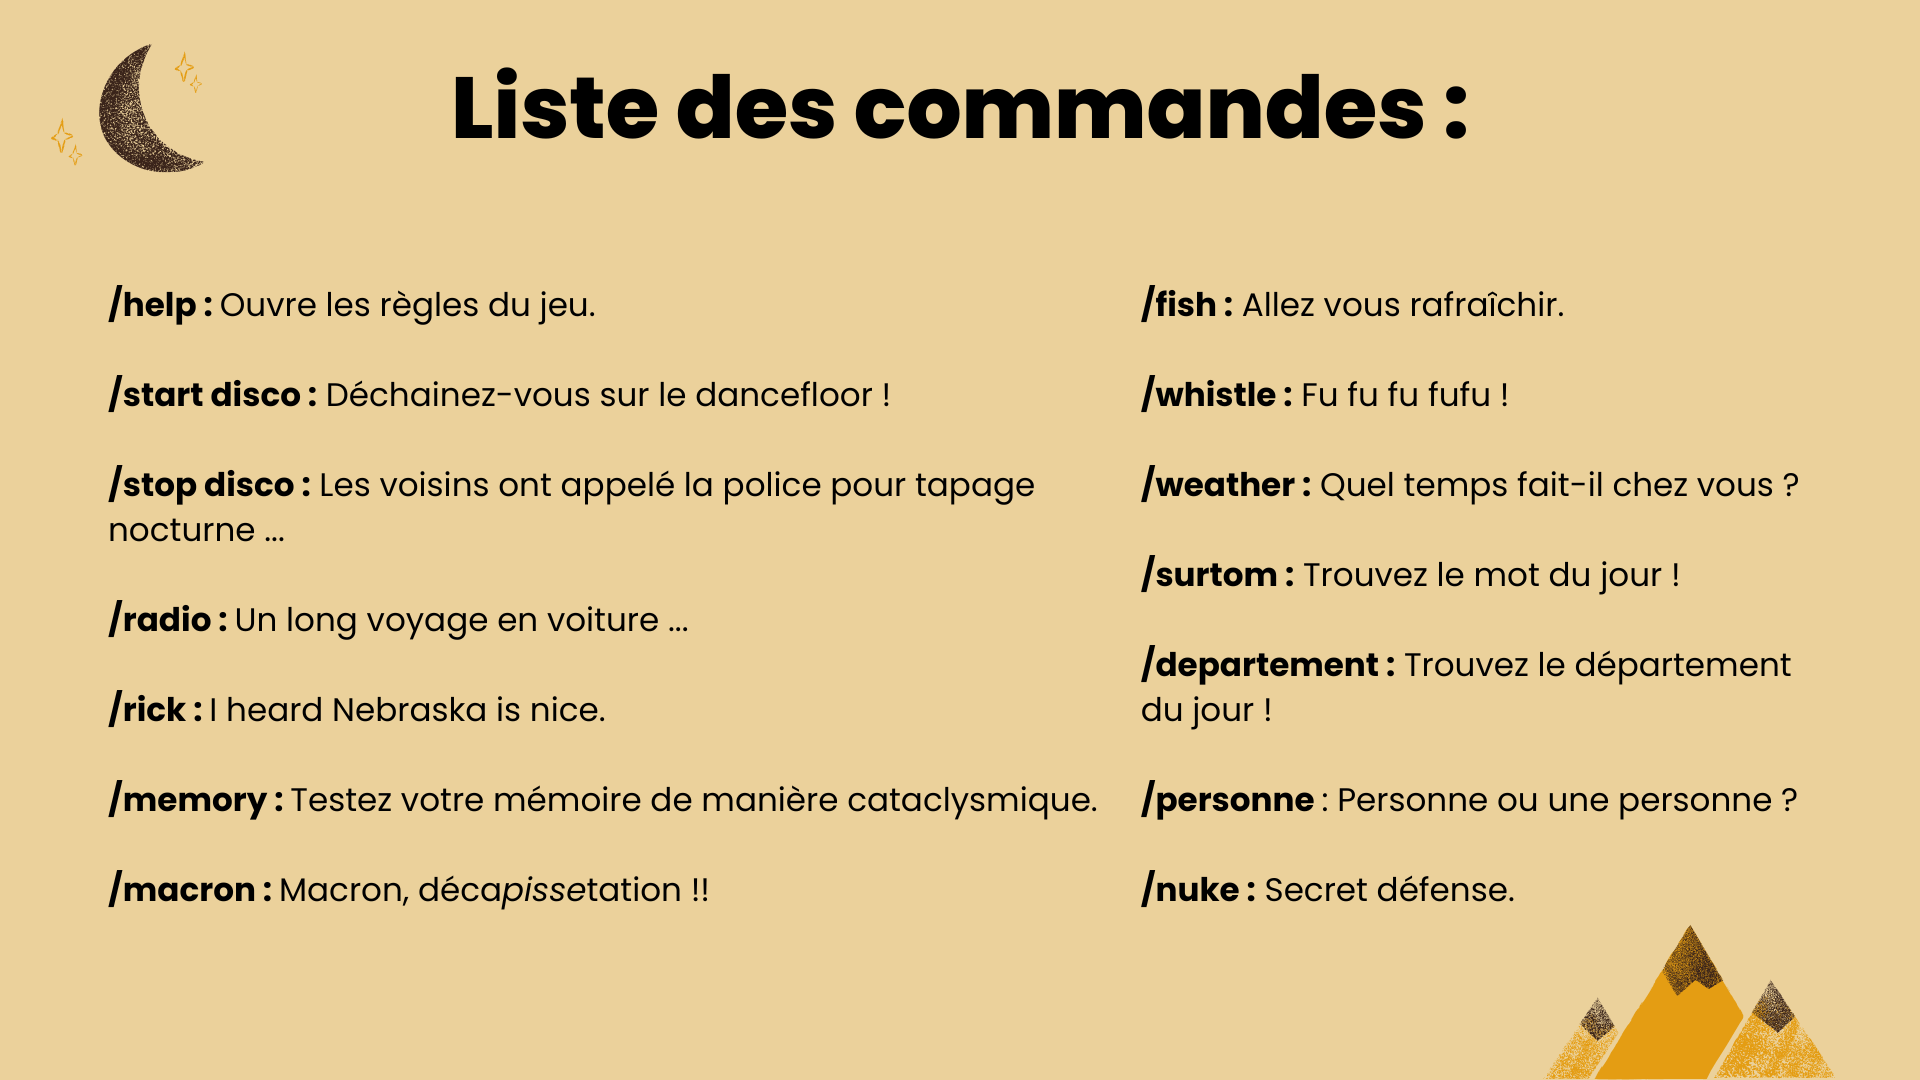 Liste des commandes :
/help : Ouvre les règles du jeu.
/start disco : Déchainez-vous sur le dancefloor !
/stop disco : Les voisins ont appelé la police pour tapage
nocturne ...
/radio : Un long voyage en voiture ...
/rick : I heard Nebraska is nice.
/memory : Testez votre mémoire de manière cataclysmique.
/macron : Macron, décapissetation !!
/fish : Allez vous rafraîchir.
/whistle : Fu fu fu fufu !
/weather : Quel temps fait-il chez vous ?
/surtom : Trouvez le mot du jour !
/departement : Trouvez le département
du jour !
/personne : Personne ou une personne ?
/nuke : Secret défense.